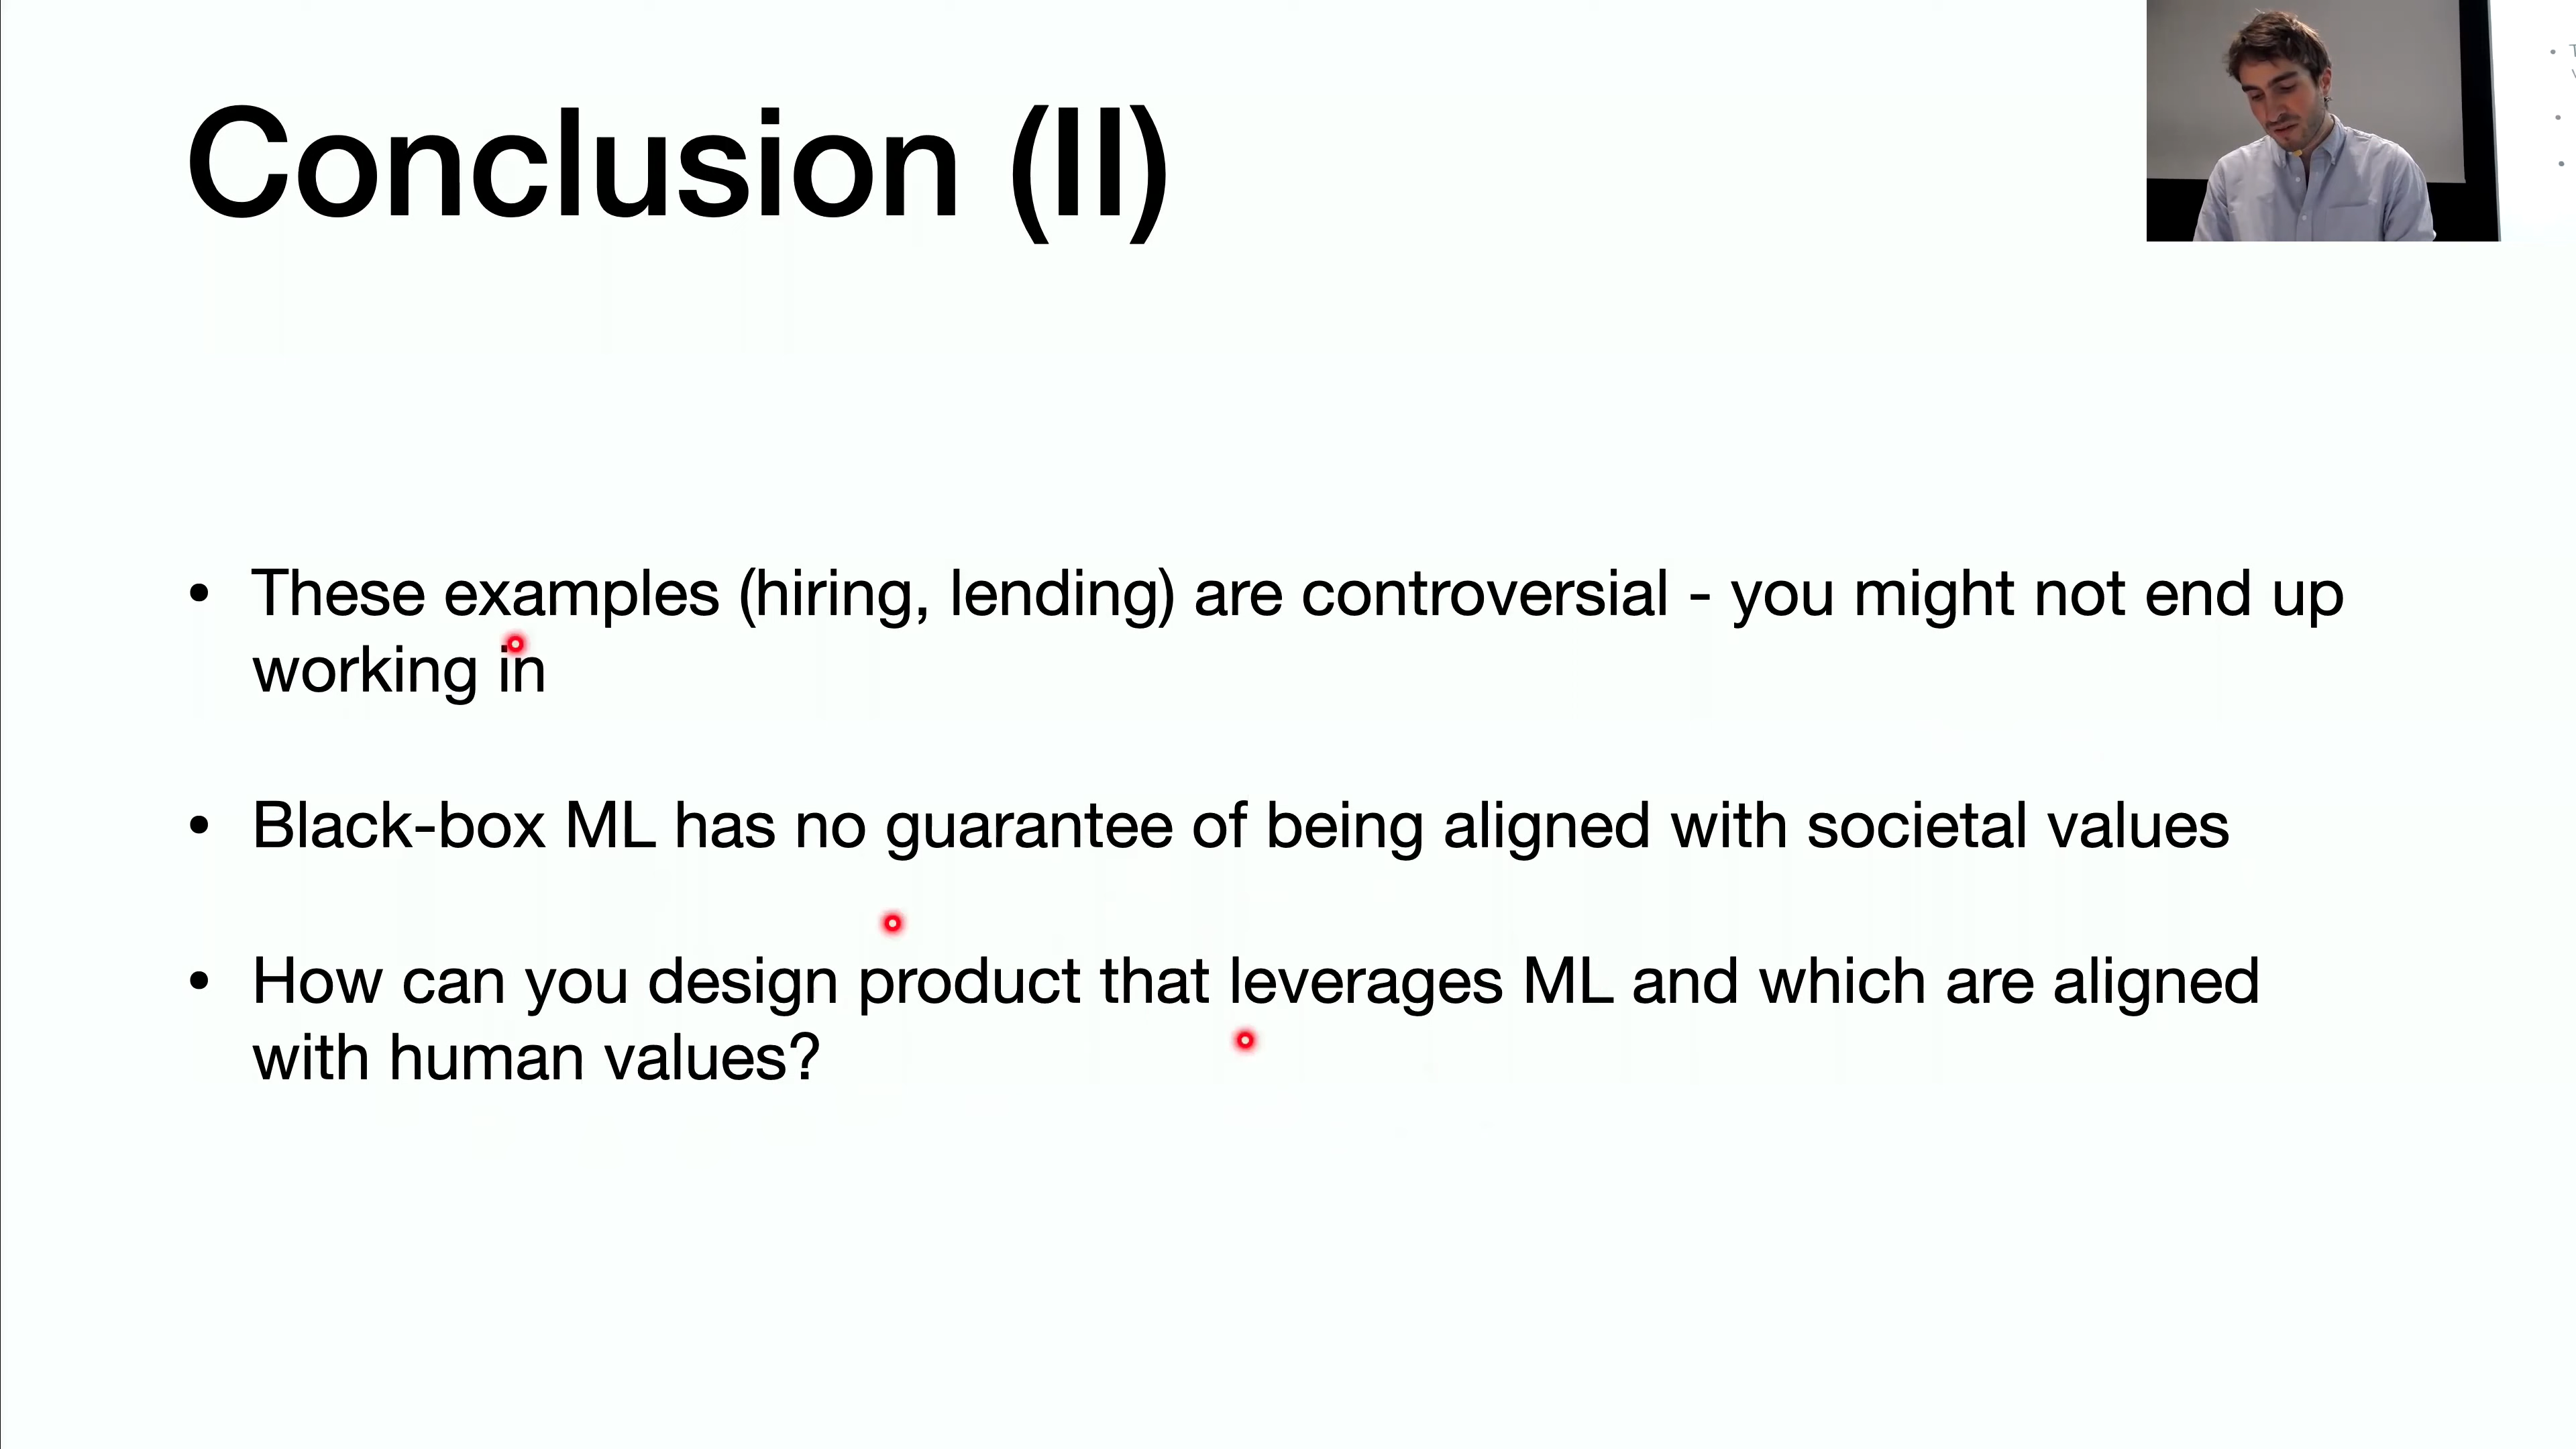 Conclusion (II)
• These examples (hiring, lending) are controversial - you might not end up
working in
• Black-box ML has no guarantee of being aligned with societal values
• How can you design product that leverages ML and which are aligned
with human values?